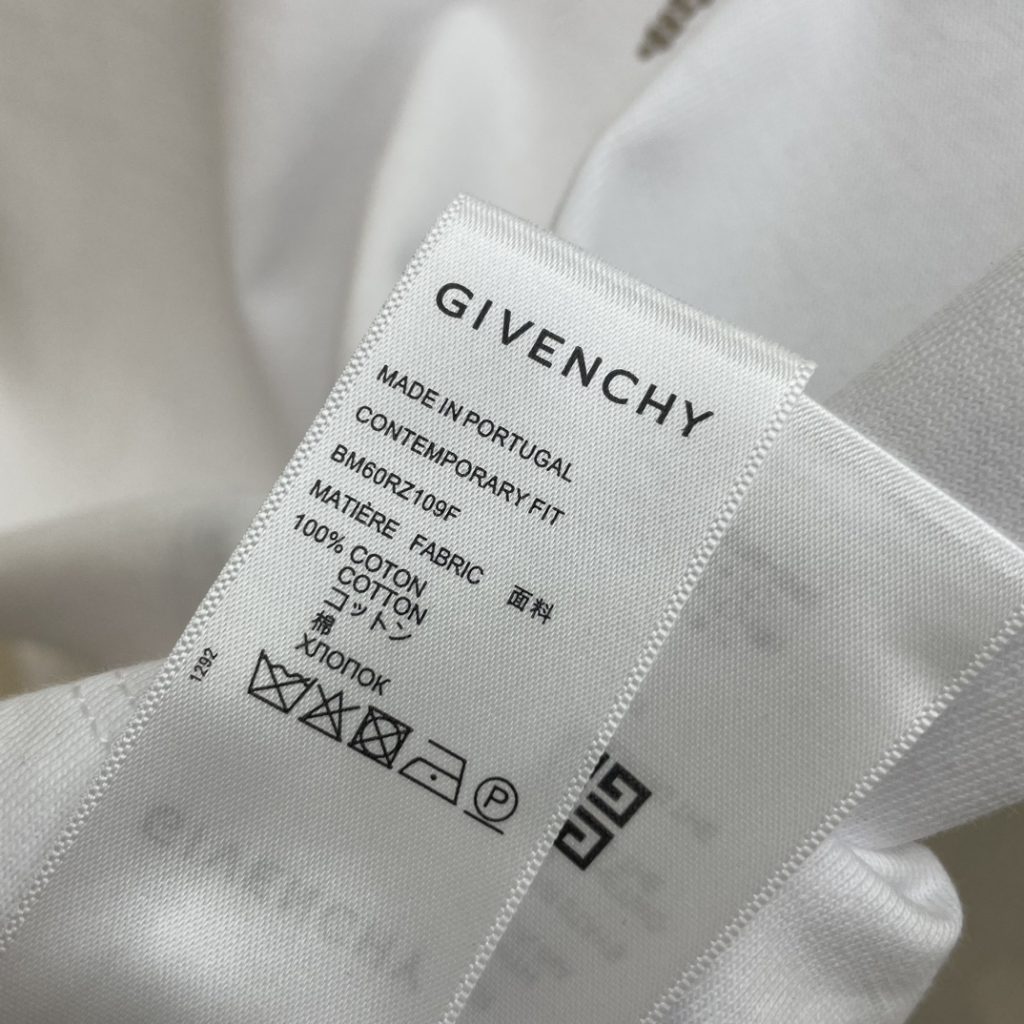 GIVENCHY
MADE IN PORTUGAL
CONTEMPORARY FIT
BM60RZ109F
MATIÈRE FABRIC 面料
100% COTON
COTTON
コットン
棉
ХЛОПОК
1292
P
GIVENCHY